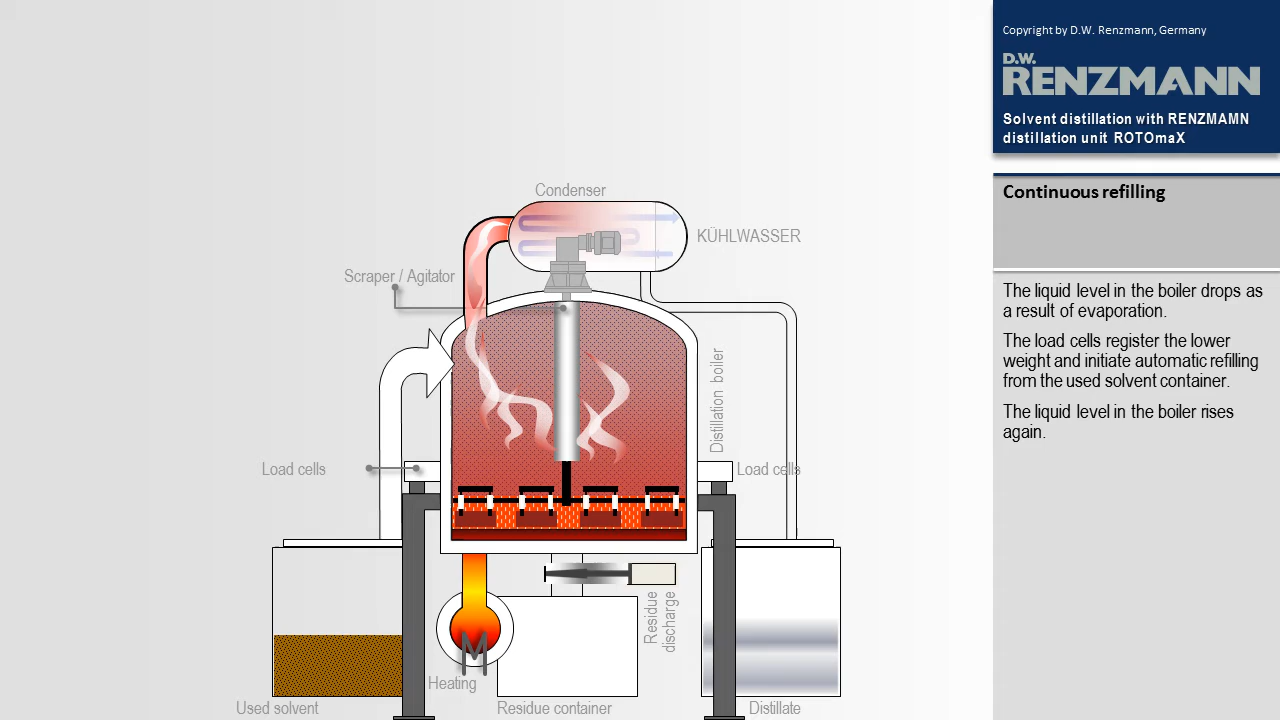 Copyright by D.W. Renzmann, Germany
D.W.
RENZMANN
Solvent distillation with RENZMAMN
distillation unit ROTOmaX
Continuous refilling
The liquid level in the boiler drops as
a result of evaporation.
The load cells register the lower
weight and initiate automatic refilling
from the used solvent container.
The liquid level in the boiler rises
again.
Condenser
KÜHLWASSER
Scraper / Agitator
Distillation boiler
Load cells
Load cells
Residue
discharge
Heating
Used solvent
Residue container
Distillate